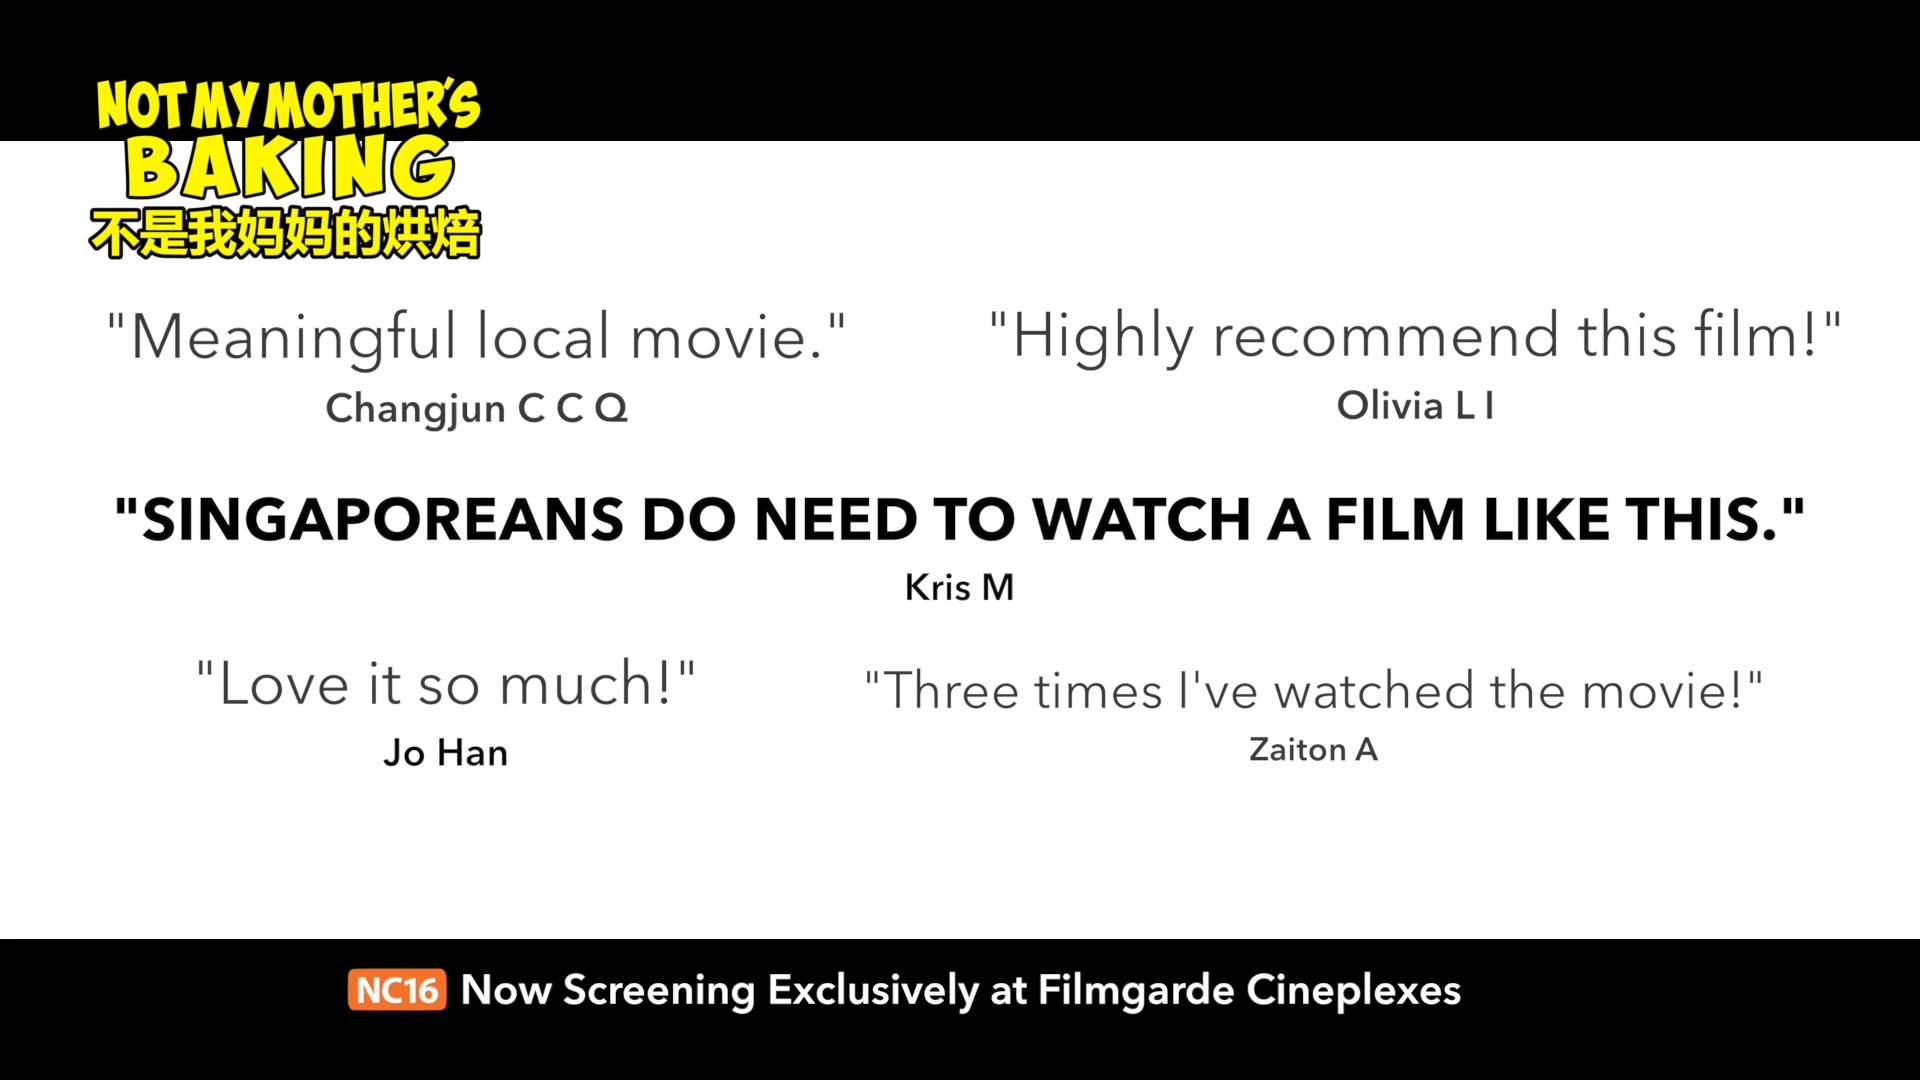 NOT MY MOTHER'S
BAKING
不是我妈妈的烘焙
"Meaningful local movie."
Changjun C C Q
"Highly recommend this film!"
Olivia L I
"SINGAPOREANS DO NEED TO WATCH A FILM LIKE THIS."
Kris M
"Love it so much!"
Jo Han
"Three times I've watched the movie!"
Zaiton A
NC16 Now Screening Exclusively at Filmgarde Cineplexes